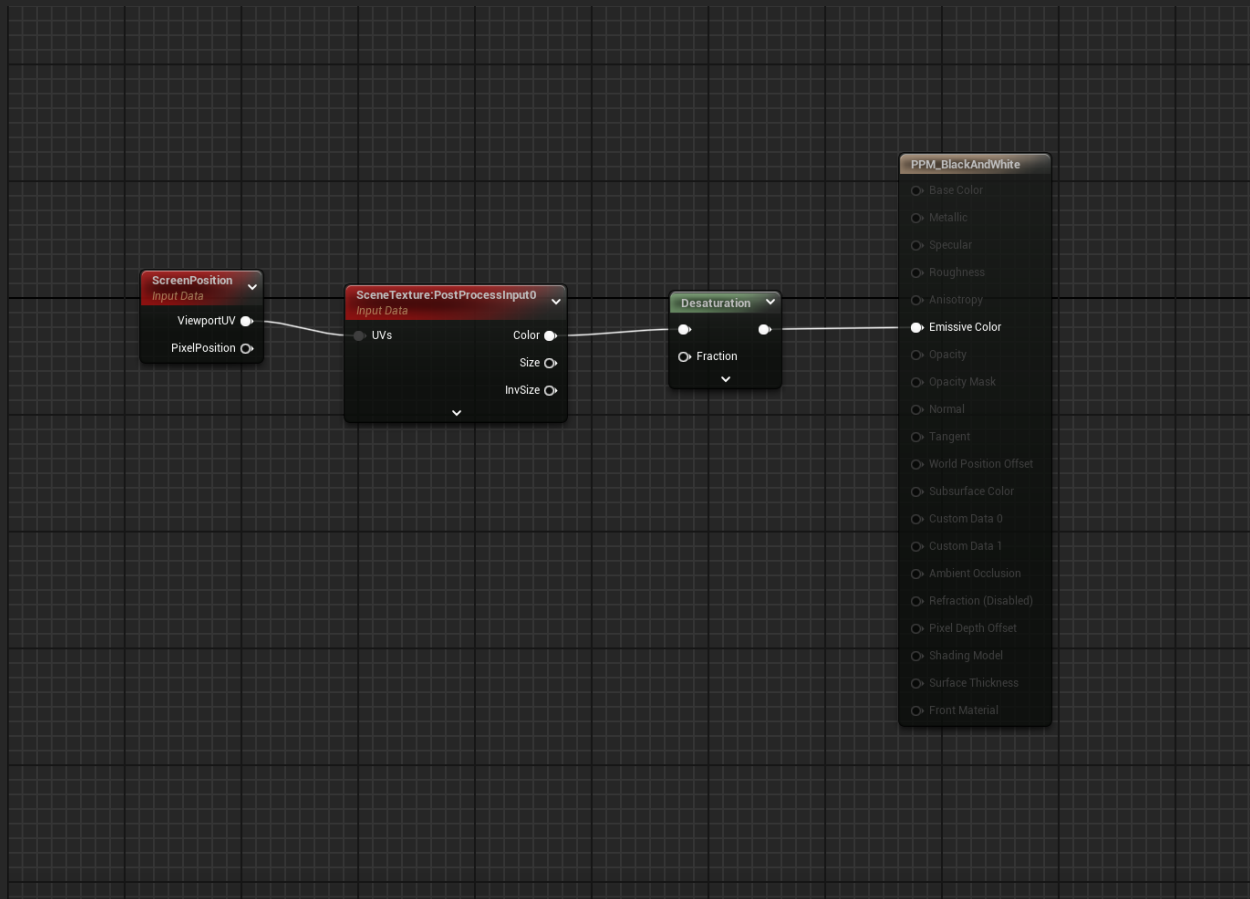 PPM_BlackAndWhite
Base Color
Metallic
Specular
Roughness
Anisotropy
Emissive Color
Opacity
Opacity Mask
Normal
Tangent
World Position Offset
Subsurface Color
Custom Data 0
Custom Data 1
Ambient Occlusion
Refraction (Disabled)
Pixel Depth Offset
Shading Model
Surface Thickness
Front Material
ScreenPosition
Input Data
ViewportUV
PixelPosition
SceneTexture:PostProcessInput0
Input Data
UVs
Color
Size
InvSize
Desaturation
Fraction